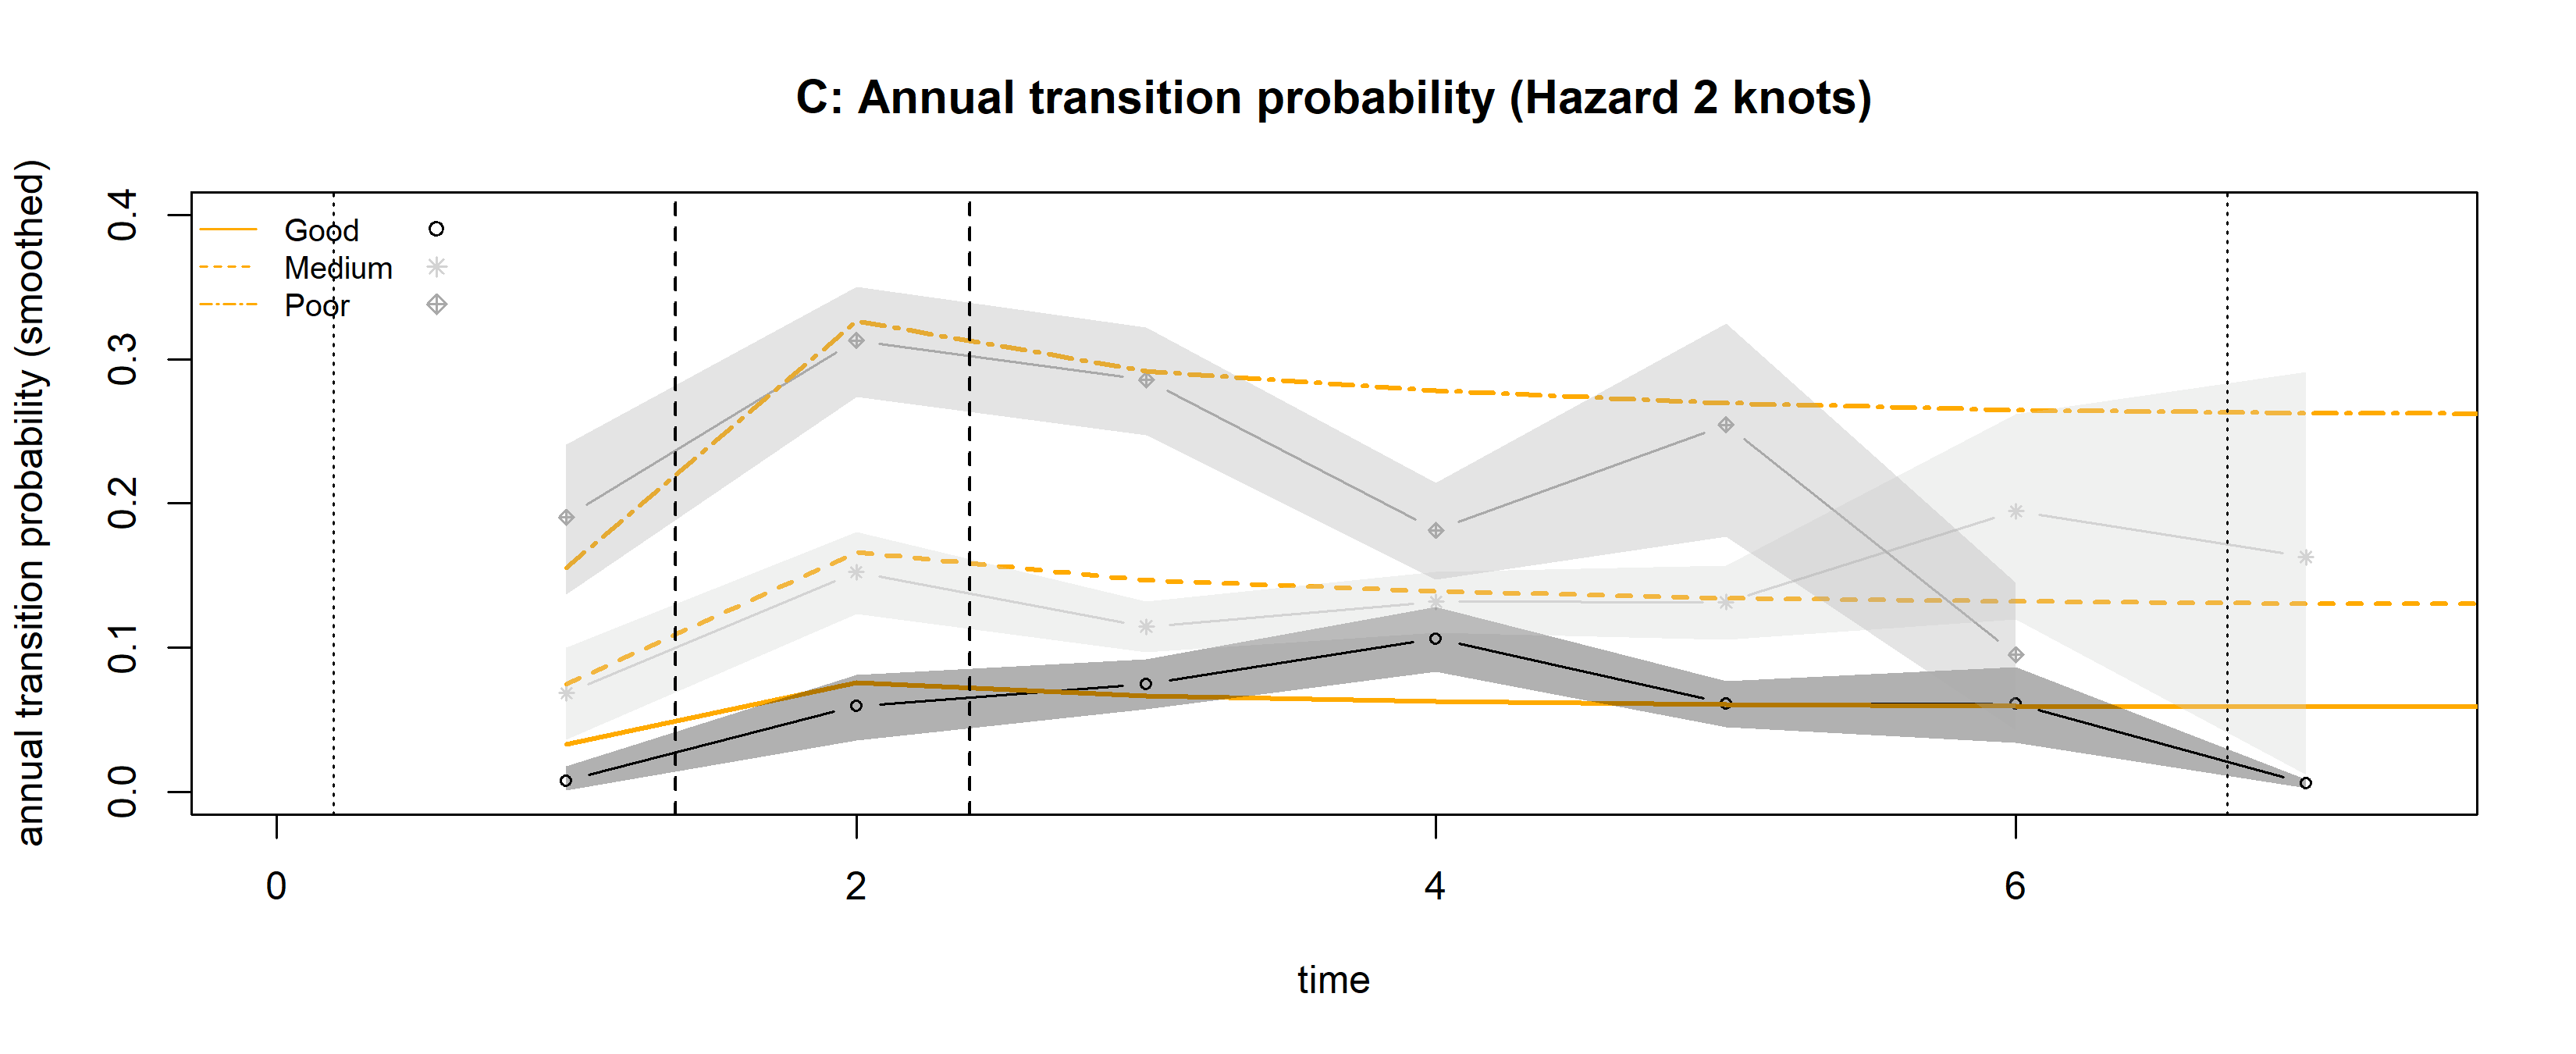 C: Annual transition probability (Hazard 2 knots)
annual transition probability (smoothed)
0.4
0.3
0.2
0.1
0.0
Good
Medium
Poor
0 2 4 6
time